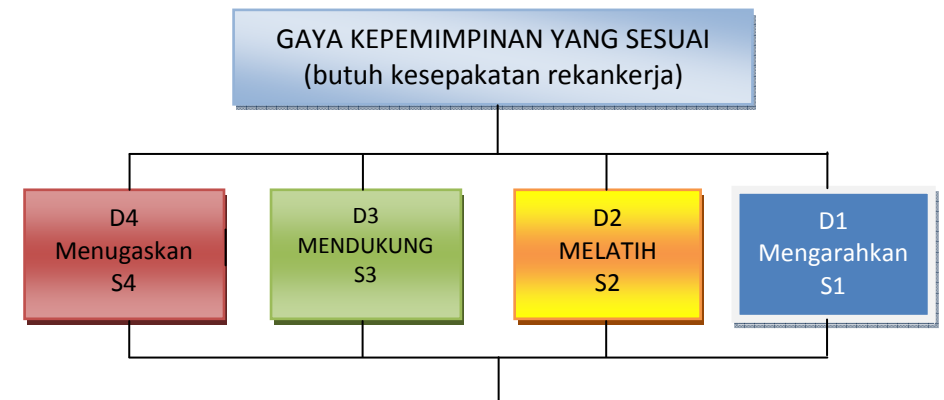 GAYA KEPEMIMPINAN YANG SESUAI
(butuh kesepakatan rekankerja)
D4
Menugaskan
S4
D3
MENDUKUNG
S3
D2
MELATIH
S2
D1
Mengarahkan
S1